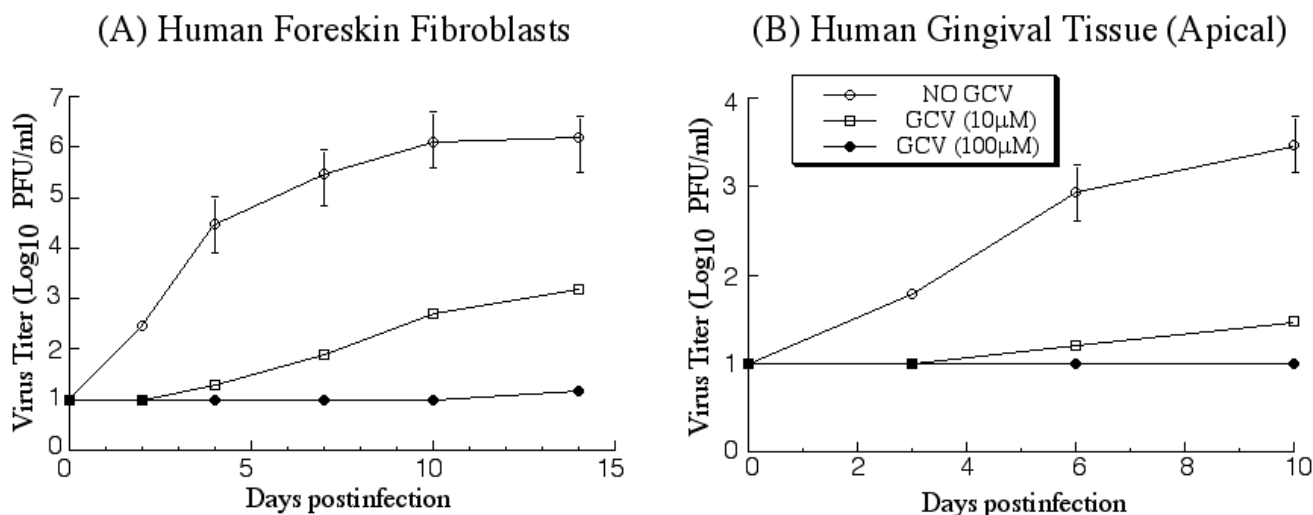 (A) Human Foreskin Fibroblasts
Virus Titer (Log10 PFU/ml)
7
6
5
4
3
2
1
0
0
5
10
15
Days postinfection
(B) Human Gingival Tissue (Apical)
NO GCV
GCV (10μM)
GCV (100μM)
Virus Titer (Log10 PFU/ml)
4
3
2
1
0
0
2
4
6
8
10
Days postinfection